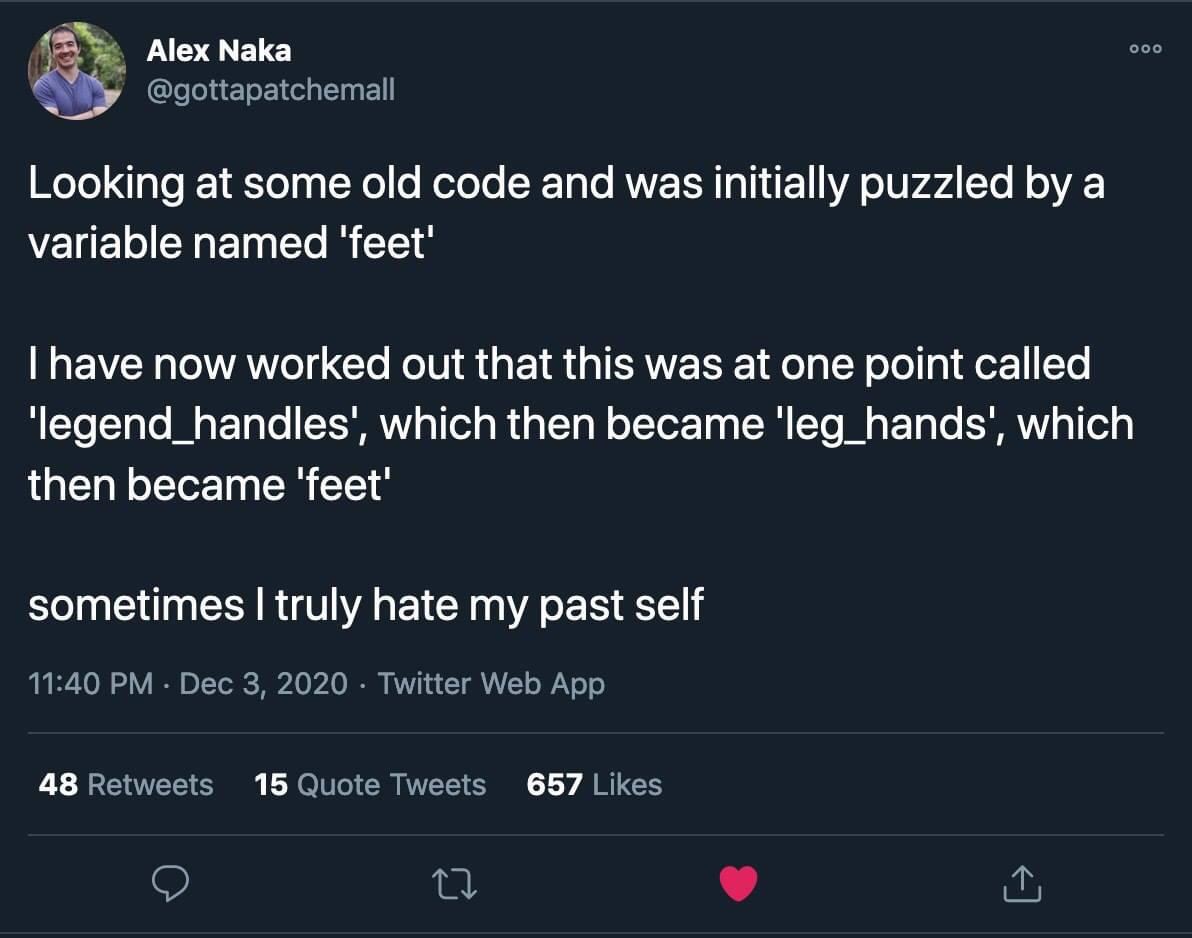 Alex Naka
@gottapatchemall
Looking at some old code and was initially puzzled by a
variable named 'feet'
I have now worked out that this was at one point called
'legend_handles', which then became 'leg_hands', which
then became 'feet'
sometimes I truly hate my past self
11:40 PM · Dec 3, 2020 · Twitter Web App
48 Retweets 15 Quote Tweets 657 Likes